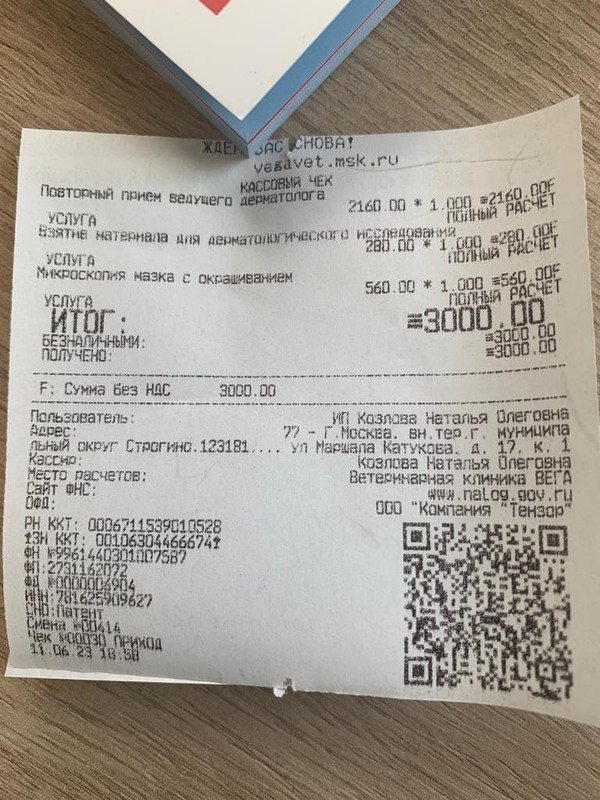 ЖДЕМ ВАС СНОВА!
vegavet.msk.ru
КАССОВЫЙ ЧЕК
Повторный прием ведущего дерматолога
2160.00 * 1.000 =2160.00F
УСЛУГА ПОЛНЫЙ РАСЧЕТ
Взятие материала для дерматологического исследования
280.00 * 1.000 =280.00F
УСЛУГА ПОЛНЫЙ РАСЧЕТ
Микроскопия мазка с окрашиванием
560.00 * 1.000 =560.00F
УСЛУГА ПОЛНЫЙ РАСЧЕТ
ИТОГ: =3000.00
БЕЗНАЛИЧНЫМИ: =3000.00
ПОЛУЧЕНО: =3000.00
F: Сумма без НДС 3000.00
Пользователь: ИП Козлова Наталья Олеговна
Адрес: 77 - Г.Москва. вн.тер.г. муниципа
льный округ Строгино.123181.... ул Маршала Катукова. д. 17. к. 1
Кассир: Козлова Наталья Олеговна
Место расчетов: Ветеринарная клиника ВЕГА
Сайт ФНС: www.nalog.gov.ru
ОФД: ООО "Компания "Тензор"
РН ККТ: 0006711539010528
ЗН ККТ: 00106304466674
ФН №9961440301007587
ФП:2731162072
ФД №0000006904
ИНН:781625909627
СНО:Патент
Смена №00414
Чек №00030 ПРИХОД
11.06.23 18:58